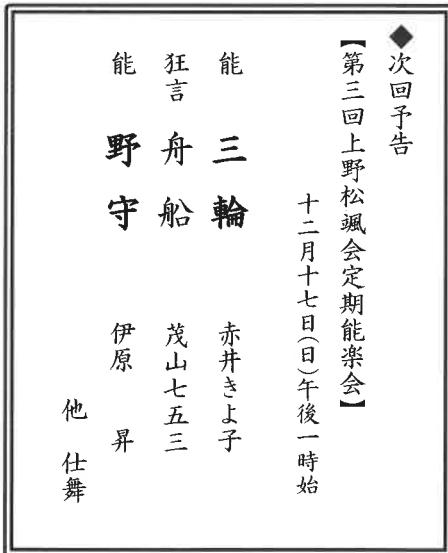 ◆次回予告
【第三回上野松颯会定期能楽会】
十二月十七日(日)午後一時始
能 三輪 赤井きよ子
狂言 舟船 茂山七五三
能 野守 伊原 昇
他 仕舞